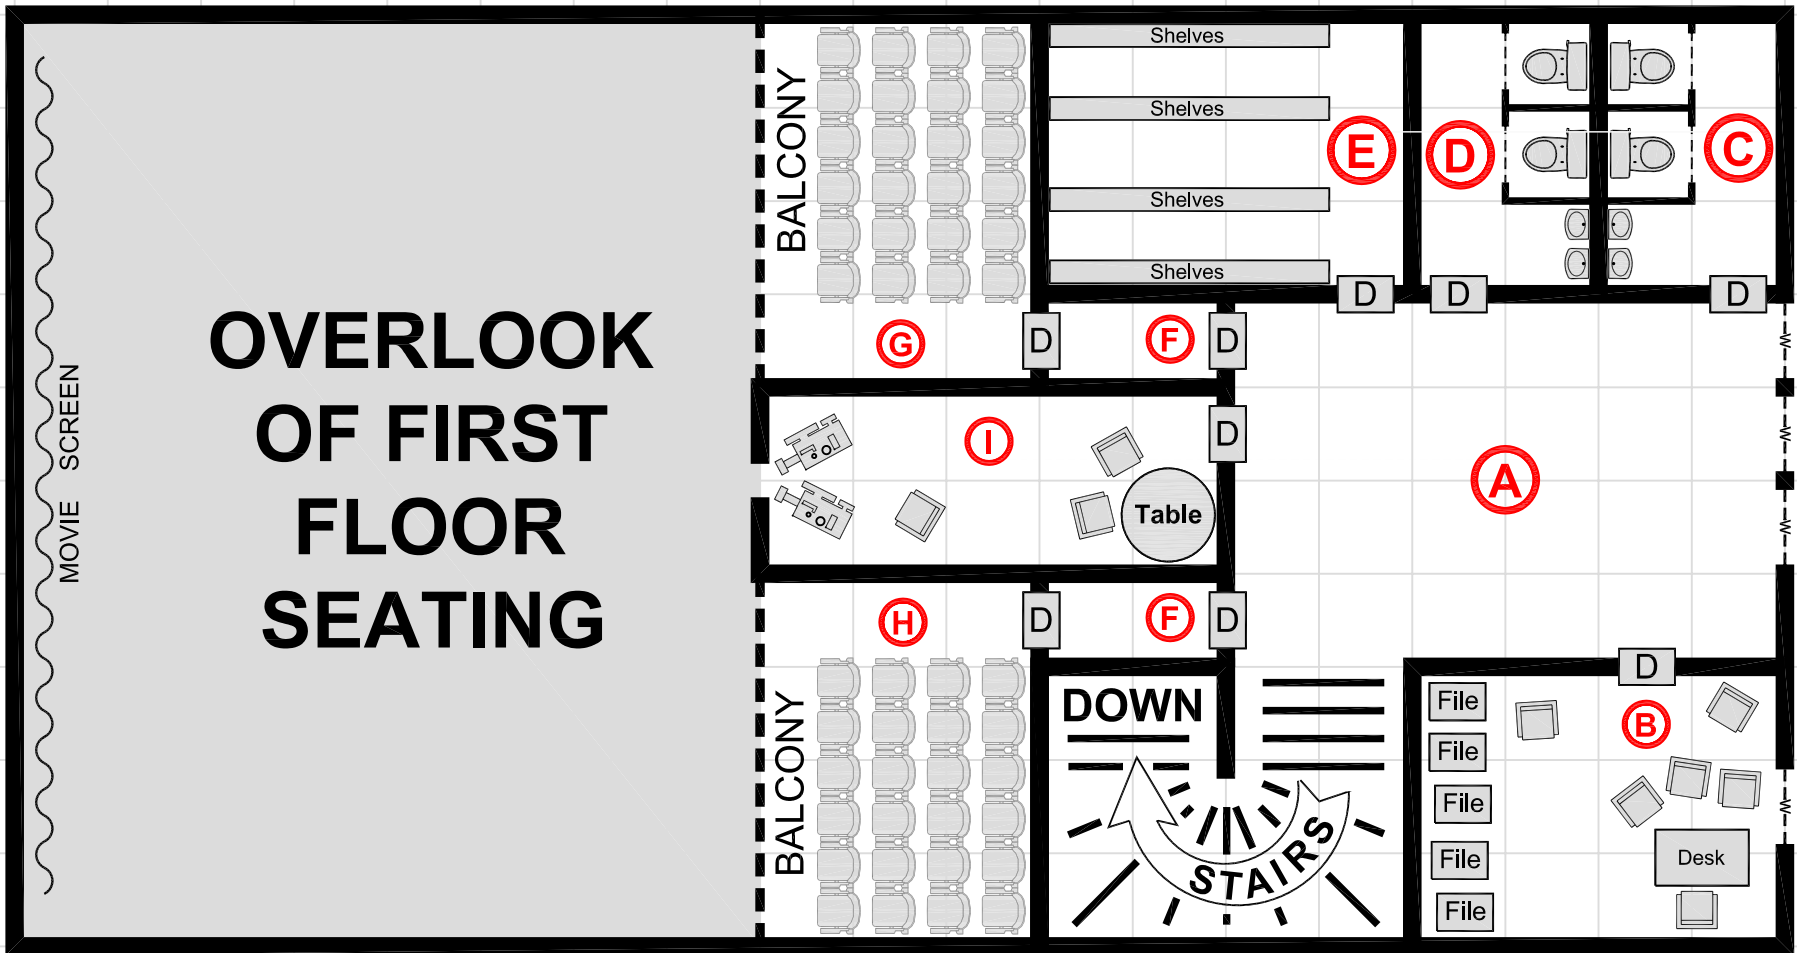 Shelves
Shelves
Shelves
Shelves
BALCONY
E
D
C
D
D
D
G
D
F
D
OVERLOOK
OF FIRST
FLOOR
SEATING
MOVIE SCREEN
I
D
A
Table
H
D
F
D
BALCONY
DOWN
STAIRS
D
B
File
File
File
File
File
Desk